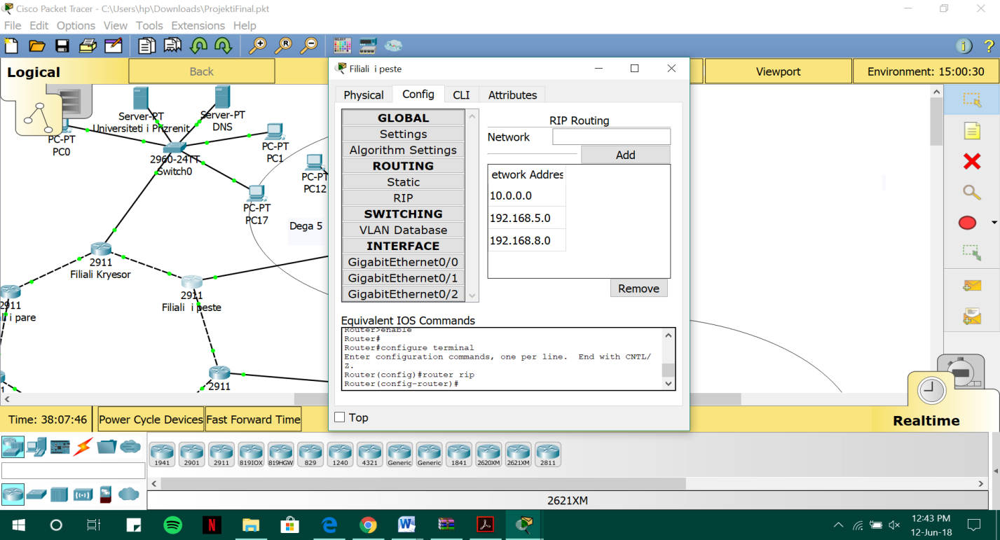 Cisco Packet Tracer - C:\Users\hp\Downloads\ProjektiFinal.pkt
File Edit Options View Tools Extensions Help
Logical
Back
Viewport
Environment: 15:00:30
Server-PT
Universiteti i Prizrenit
Server-PT
DNS
PC-PT
PC0
2960-24TT
Switch0
PC-PT
PC1
PC-PT
PC12
PC-PT
PC17
Dega 5
2911
Filiali Kryesor
2911
Filiali i peste
2911
i pare
2911
Filiali i peste
Physical Config CLI Attributes
GLOBAL
Settings
Algorithm Settings
ROUTING
Static
RIP
SWITCHING
VLAN Database
INTERFACE
GigabitEthernet0/0
GigabitEthernet0/1
GigabitEthernet0/2
RIP Routing
Network
Add
etwork Addres
10.0.0.0
192.168.5.0
192.168.8.0
Remove
Equivalent IOS Commands
Router>enable
Router#
Router#configure terminal
Enter configuration commands, one per line. End with CNTL/
Z.
Router(config)#router rip
Router(config-router)#
Top
Time: 38:07:46 Power Cycle Devices Fast Forward Time
Realtime
1941 2901 2911 819IOX 819HGW 829 1240 4321 Generic Generic 1841 2620XM 2621XM 2811
2621XM
12:43 PM
12-Jun-18